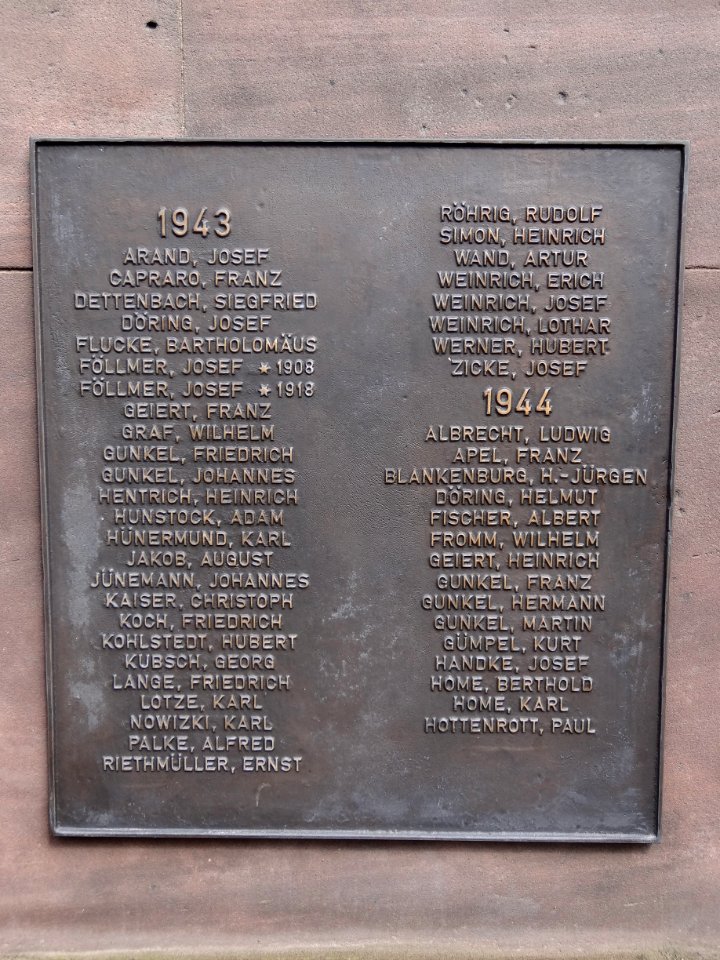 1943
ARAND, JOSEF
CAPRARO, FRANZ
DETTENBACH, SIEGFRIED
DÖRING, JOSEF
FLUCKE, BARTHOLOMÄUS
FÖLLMER, JOSEF * 1908
FÖLLMER, JOSEF * 1918
GEIERT, FRANZ
GRAF, WILHELM
GUNKEL, FRIEDRICH
GUNKEL, JOHANNES
HENTRICH, HEINRICH
HUNSTOCK, ADAM
HÜNERMUND, KARL
JAKOB, AUGUST
JÜNEMANN, JOHANNES
KAISER, CHRISTOPH
KOCH, FRIEDRICH
KOHLSTEDT, HUBERT
KUBSCH, GEORG
LANGE, FRIEDRICH
LOTZE, KARL
NOWIZKI, KARL
PALKE, ALFRED
RIETHMÜLLER, ERNST
RÖHRIG, RUDOLF
SIMON, HEINRICH
WAND, ARTUR
WEINRICH, ERICH
WEINRICH, JOSEF
WEINRICH, LOTHAR
WERNER, HUBERT
ZICKE, JOSEF
1944
ALBRECHT, LUDWIG
APEL, FRANZ
BLANKENBURG, H.-JÜRGEN
DÖRING, HELMUT
FISCHER, ALBERT
FROMM, WILHELM
GEIERT, HEINRICH
GUNKEL, FRANZ
GUNKEL, HERMANN
GUNKEL, MARTIN
GÜMPEL, KURT
HANDKE, JOSEF
HOME, BERTHOLD
HOME, KARL
HOTTENROTT, PAUL